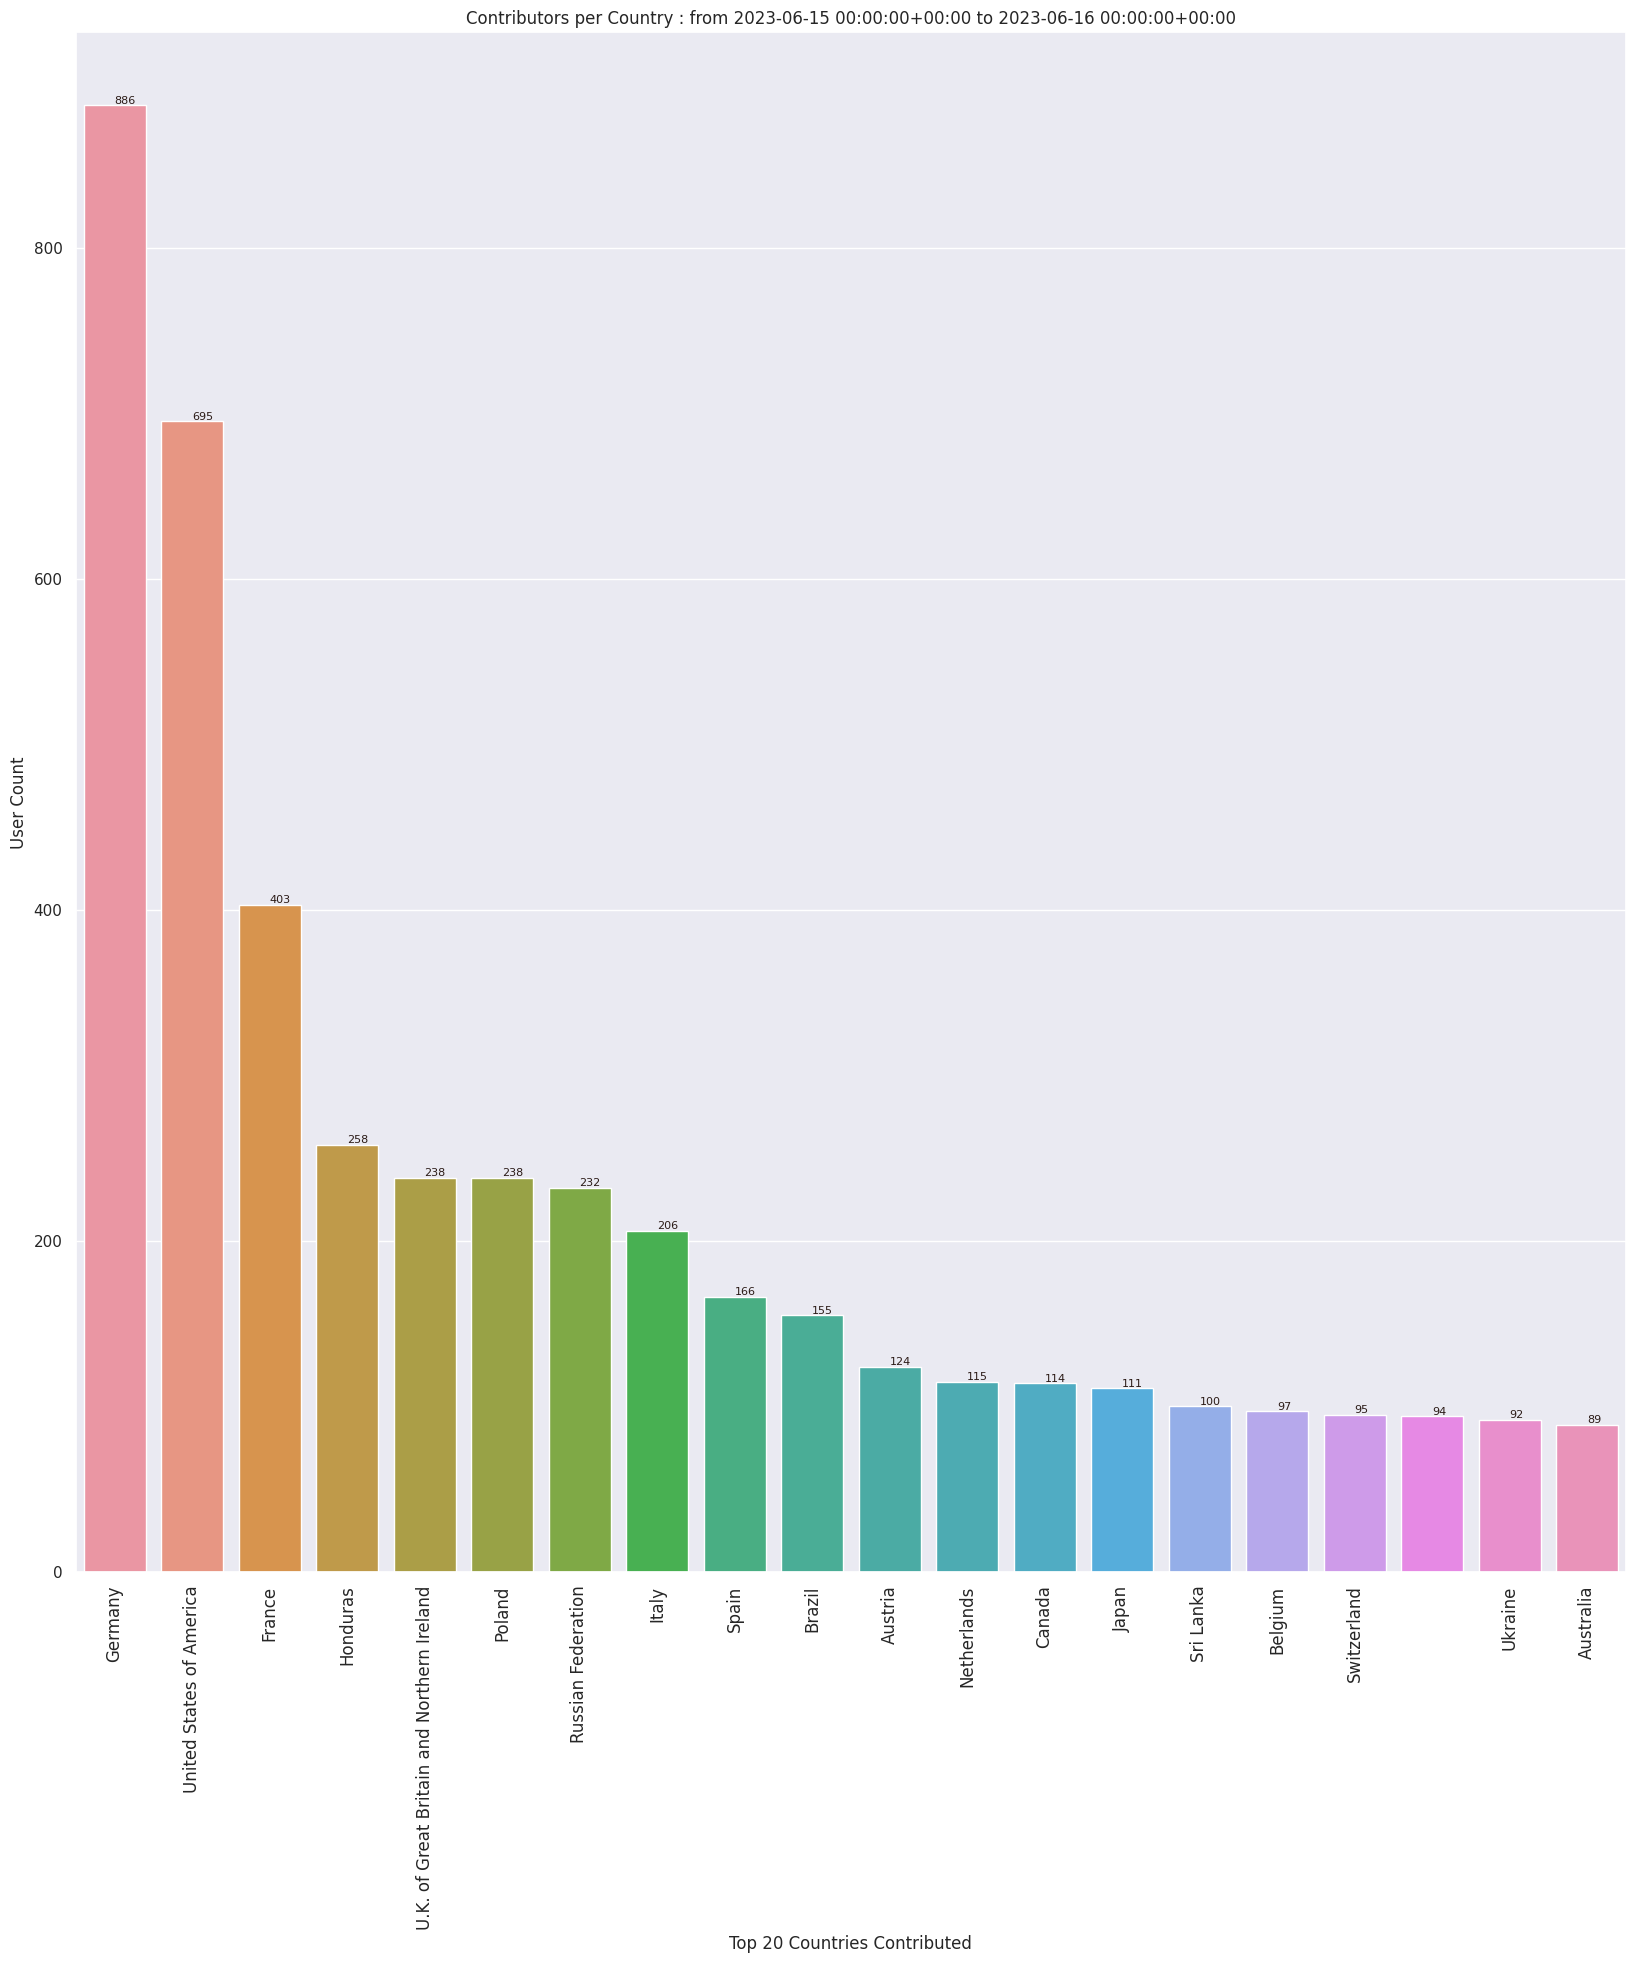 Contributors per Country : from 2023-06-15 00:00:00+00:00 to 2023-06-16 00:00:00+00:00
User Count
800
600
400
200
0
886
695
403
258
238
238
232
206
166
155
124
115
114
111
100
97
95
94
92
89
Germany
United States of America
France
Honduras
U.K. of Great Britain and Northern Ireland
Poland
Russian Federation
Italy
Spain
Brazil
Austria
Netherlands
Canada
Japan
Sri Lanka
Belgium
Switzerland
Ukraine
Australia
Top 20 Countries Contributed